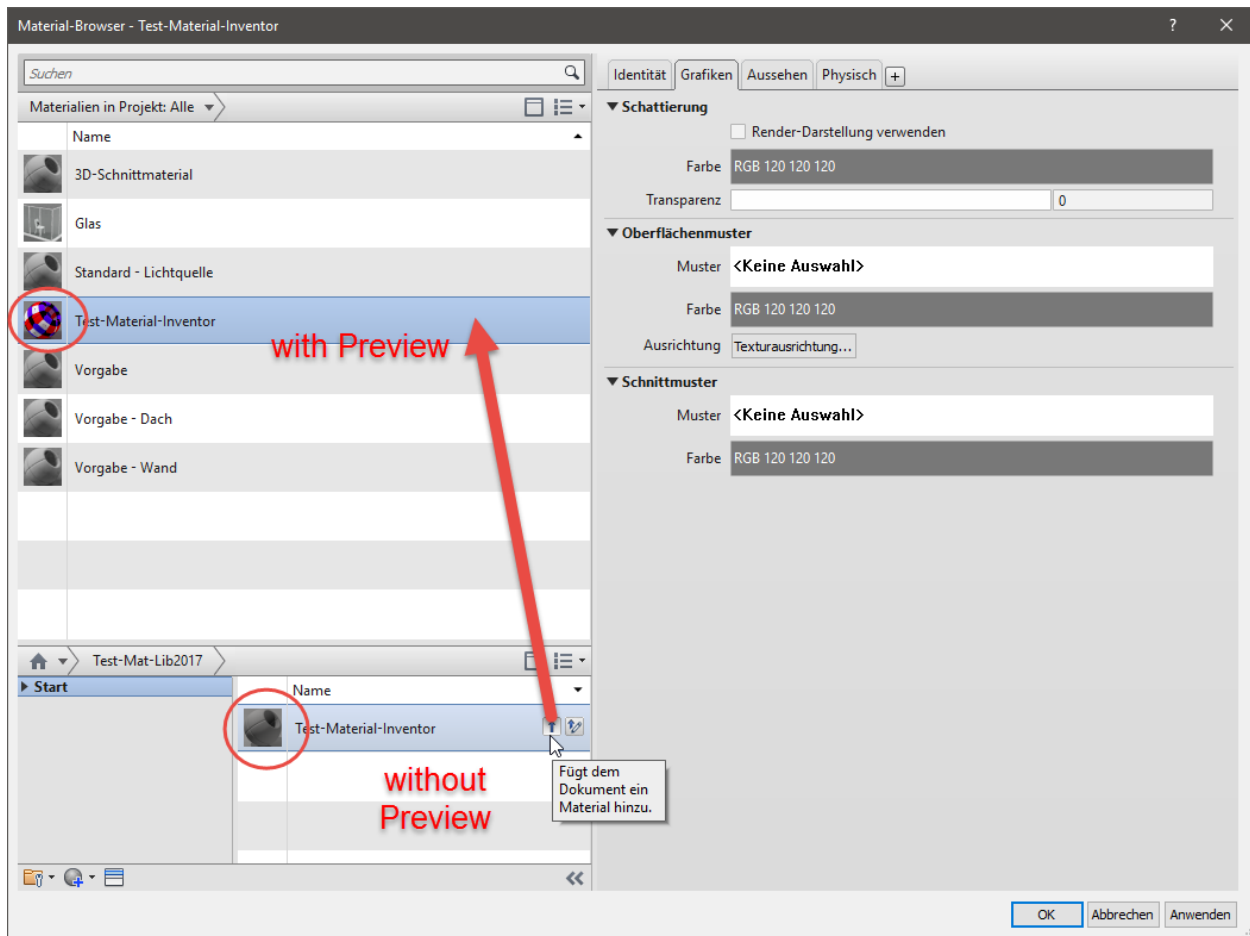 Material-Browser - Test-Material-Inventor
?
Suchen
Materialien in Projekt: Alle
Name
3D-Schnittmaterial
Glas
Standard - Lichtquelle
Test-Material-Inventor
with Preview
Vorgabe
Vorgabe - Dach
Vorgabe - Wand
Test-Mat-Lib2017
Start
Name
Test-Material-Inventor
without
Preview
Fügt dem
Dokument ein
Material hinzu.
Identität Grafiken Aussehen Physisch +
Schattierung
Render-Darstellung verwenden
Farbe RGB 120 120 120
Transparenz 0
Oberflächenmuster
Muster <Keine Auswahl>
Farbe RGB 120 120 120
Ausrichtung Texturausrichtung...
Schnittmuster
Muster <Keine Auswahl>
Farbe RGB 120 120 120
OK Abbrechen Anwenden